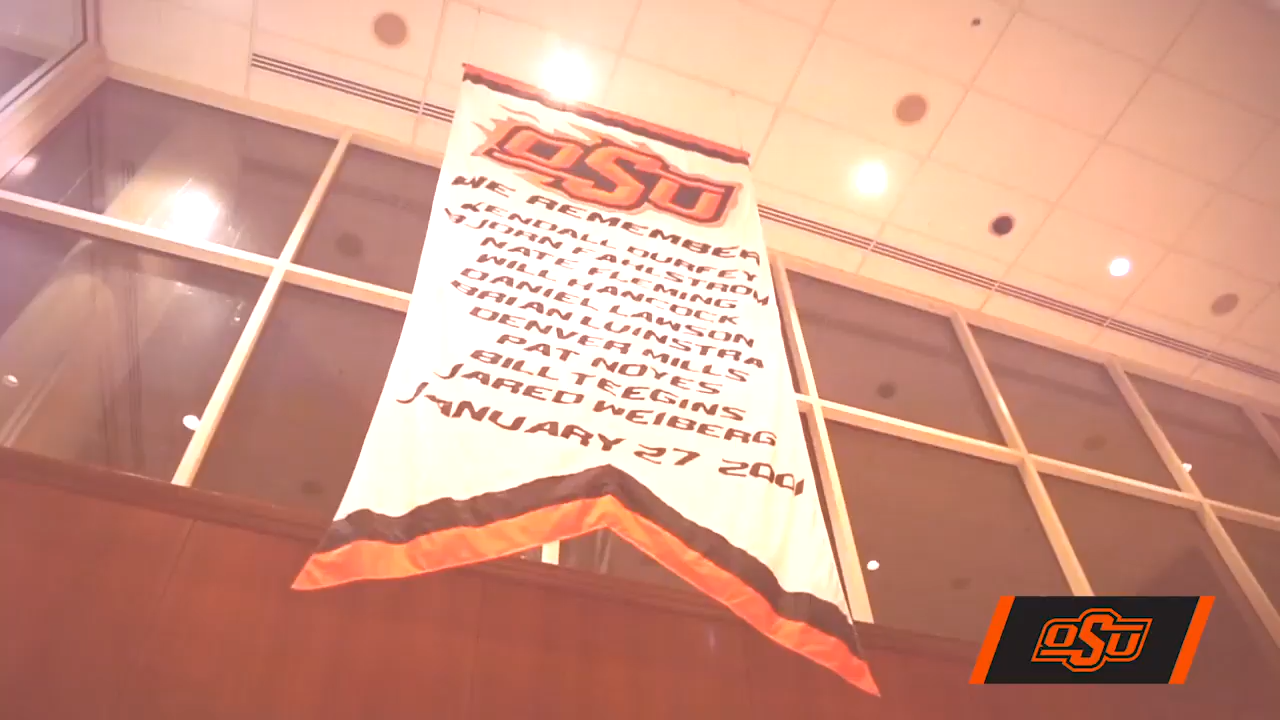 OSU
WE REMEMBER
KENDALL DURFEY
BJORN FAHLSTROM
NATE FLEMING
WILL HANCOCK
DANIEL LAWSON
BRIAN LUINSTRA
DENVER MILLS
PAT NOYES
BILL TEEGINS
JARED WEIBERG
JANUARY 27 2001
OSU